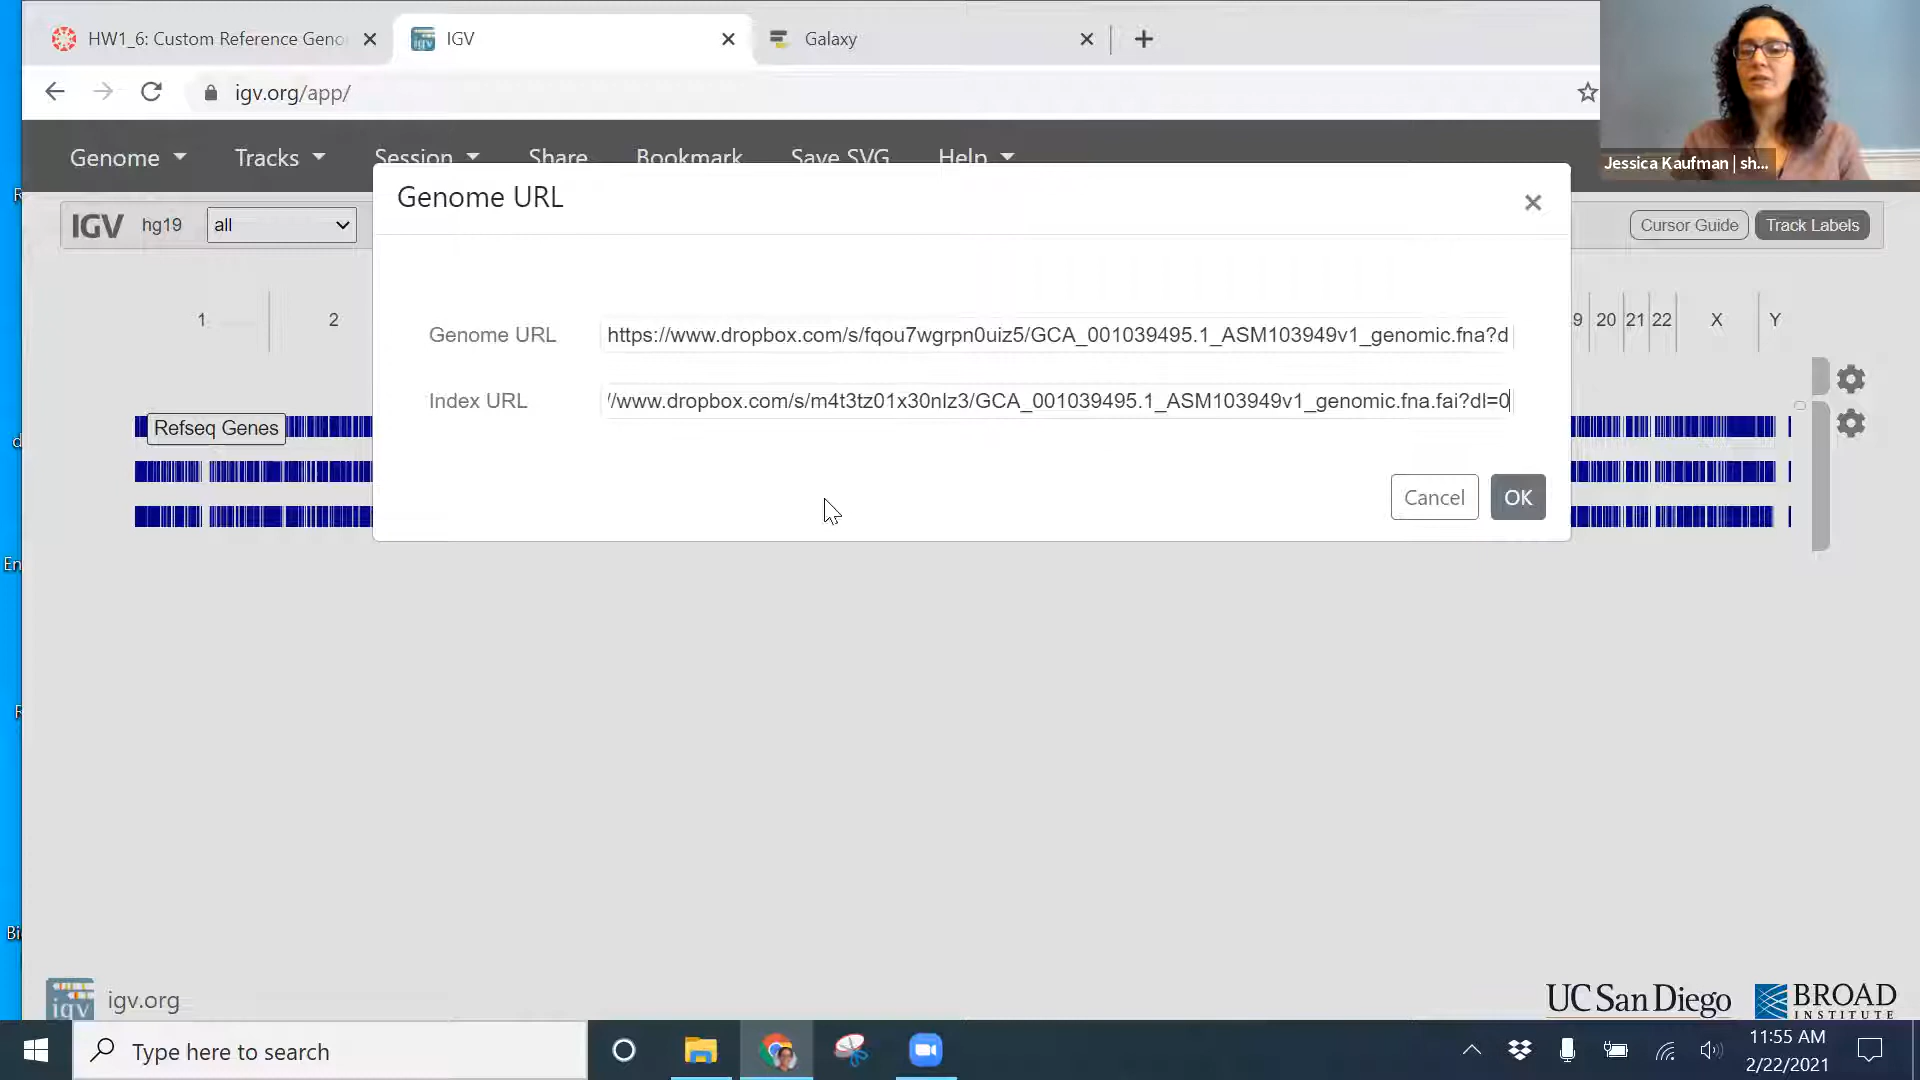 HW1_6: Custom Reference Geno
IGV
Galaxy
igv.org/app/
Jessica Kaufman | sh...
Genome
Tracks
Session
Share
Bookmark
Save SVG
Help
Genome URL
IGV
hg19
all
Cursor Guide
Track Labels
1
2
9
20
21
22
X
Y
Genome URL
https://www.dropbox.com/s/fqou7wgrpn0uiz5/GCA_001039495.1_ASM103949v1_genomic.fna?d
Index URL
//www.dropbox.com/s/m4t3tz01x30nlz3/GCA_001039495.1_ASM103949v1_genomic.fna.fai?dl=0
Refseq Genes
Cancel
OK
En
Bi
igv
igv.org
UC San Diego
BROAD
INSTITUTE
Type here to search
11:55 AM
2/22/2021